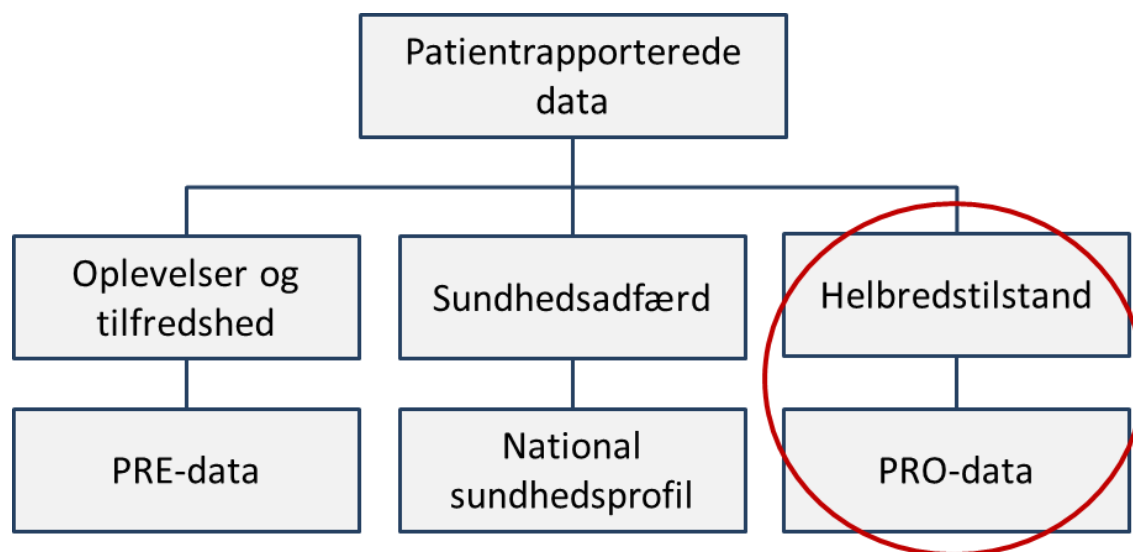 Patientrapporterede
data
Oplevelser og
tilfredshed
Sundhedsadfærd
Helbredstilstand
PRE-data
National
sundhedsprofil
PRO-data